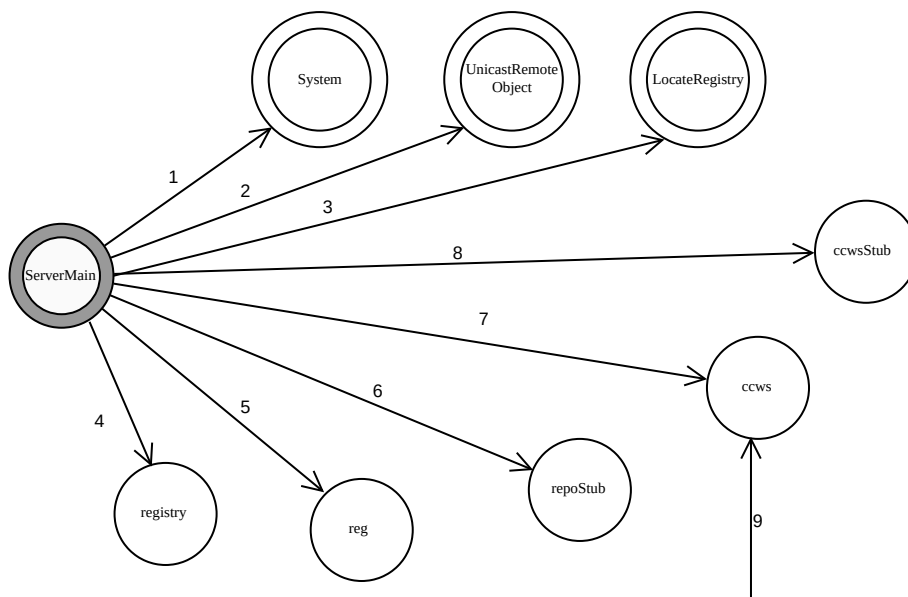 System
UnicastRemote
Object
LocateRegistry
1
2
3
8
ccwsStub
ServerMain
7
ccws
6
5
4
repoStub
registry
reg
9